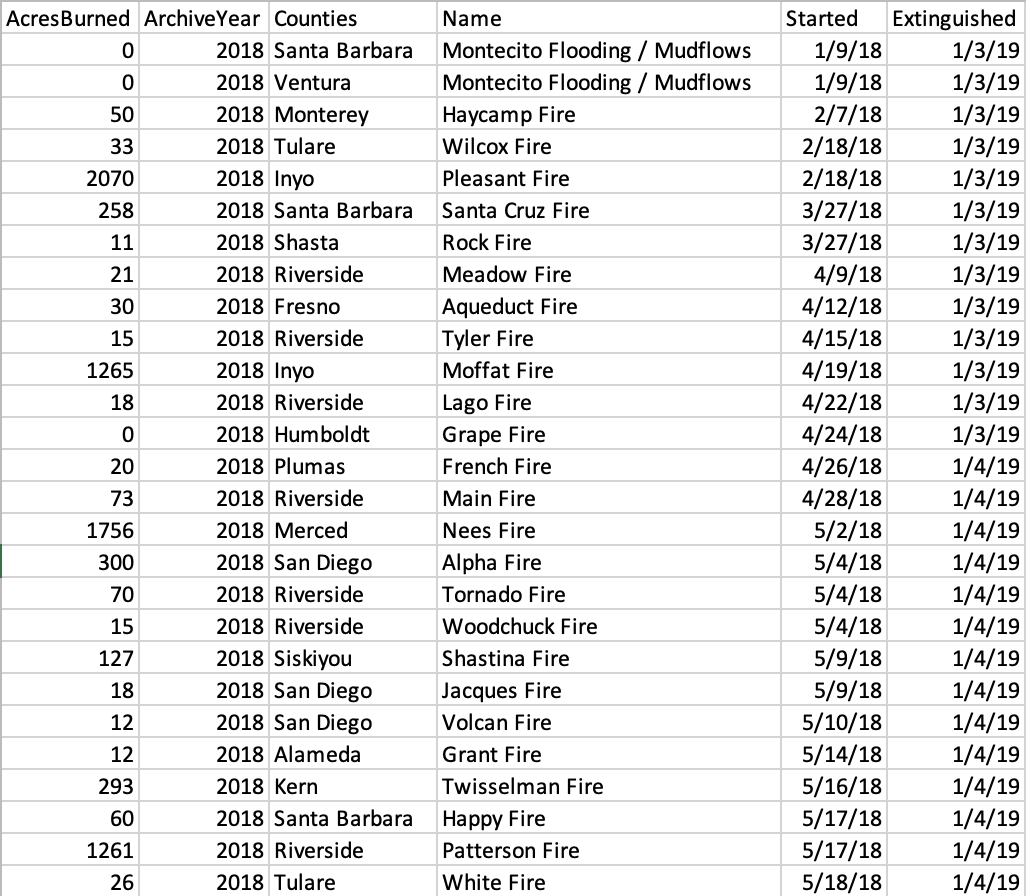 AcresBurned ArchiveYear Counties Name Started Extinguished
0 2018 Santa Barbara Montecito Flooding / Mudflows 1/9/18 1/3/19
0 2018 Ventura Montecito Flooding / Mudflows 1/9/18 1/3/19
50 2018 Monterey Haycamp Fire 2/7/18 1/3/19
33 2018 Tulare Wilcox Fire 2/18/18 1/3/19
2070 2018 Inyo Pleasant Fire 2/18/18 1/3/19
258 2018 Santa Barbara Santa Cruz Fire 3/27/18 1/3/19
11 2018 Shasta Rock Fire 3/27/18 1/3/19
21 2018 Riverside Meadow Fire 4/9/18 1/3/19
30 2018 Fresno Aqueduct Fire 4/12/18 1/3/19
15 2018 Riverside Tyler Fire 4/15/18 1/3/19
1265 2018 Inyo Moffat Fire 4/19/18 1/3/19
18 2018 Riverside Lago Fire 4/22/18 1/3/19
0 2018 Humboldt Grape Fire 4/24/18 1/3/19
20 2018 Plumas French Fire 4/26/18 1/4/19
73 2018 Riverside Main Fire 4/28/18 1/4/19
1756 2018 Merced Nees Fire 5/2/18 1/4/19
300 2018 San Diego Alpha Fire 5/4/18 1/4/19
70 2018 Riverside Tornado Fire 5/4/18 1/4/19
15 2018 Riverside Woodchuck Fire 5/4/18 1/4/19
127 2018 Siskiyou Shastina Fire 5/9/18 1/4/19
18 2018 San Diego Jacques Fire 5/9/18 1/4/19
12 2018 San Diego Volcan Fire 5/10/18 1/4/19
12 2018 Alameda Grant Fire 5/14/18 1/4/19
293 2018 Kern Twisselman Fire 5/16/18 1/4/19
60 2018 Santa Barbara Happy Fire 5/17/18 1/4/19
1261 2018 Riverside Patterson Fire 5/17/18 1/4/19
26 2018 Tulare White Fire 5/18/18 1/4/19